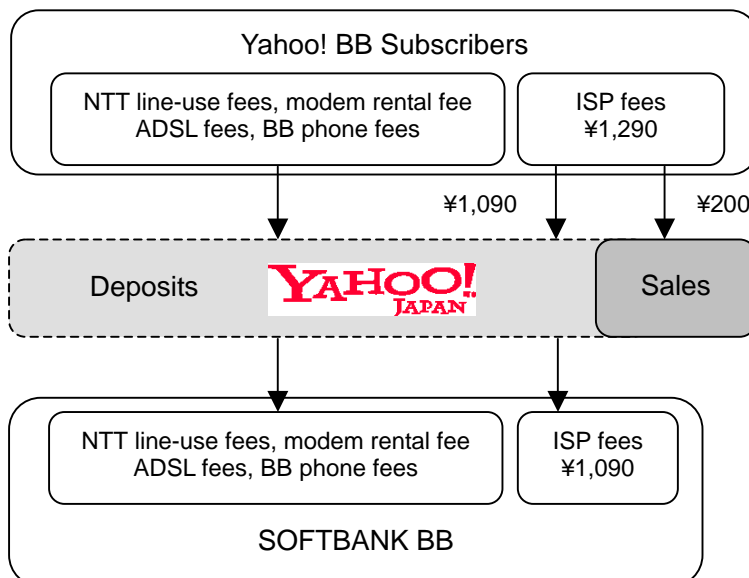 Yahoo! BB Subscribers
NTT line-use fees, modem rental fee
ADSL fees, BB phone fees
ISP fees
¥1,290
¥1,090
¥200
Deposits
YAHOO!
JAPAN
Sales
NTT line-use fees, modem rental fee
ADSL fees, BB phone fees
ISP fees
¥1,090
SOFTBANK BB